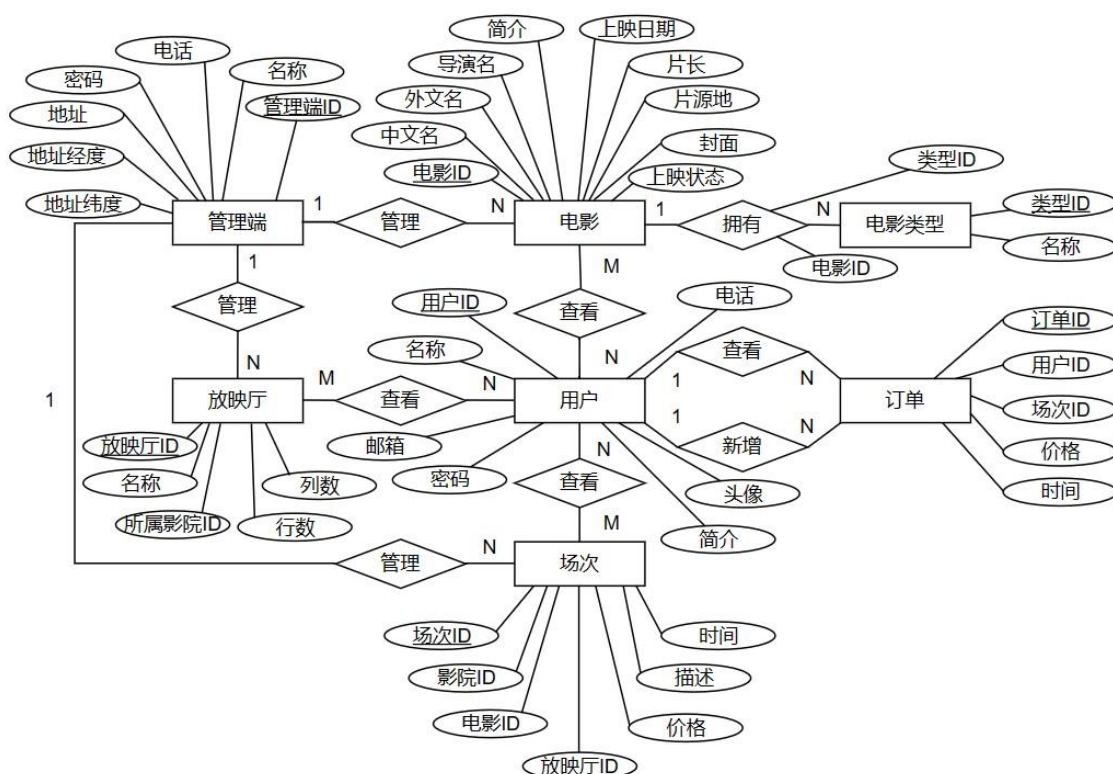 简介
上映日期
电话
导演名
片长
密码
名称
外文名
片源地
地址
管理端ID
中文名
封面
地址经度
电影ID
上映状态
类型ID
地址纬度
管理端
1
管理
N
电影
1
拥有
N
电影类型
类型ID
名称
1
M
电影ID
管理
用户ID
查看
电话
订单ID
名称
查看
用户ID
N
M
N
N
1
N
1
放映厅
查看
用户
订单
场次ID
1
N
放映厅ID
邮箱
N
新增
价格
名称
列数
密码
查看
头像
时间
所属影院ID
行数
M
简介
管理
N
场次
场次ID
时间
影院ID
描述
电影ID
价格
放映厅ID